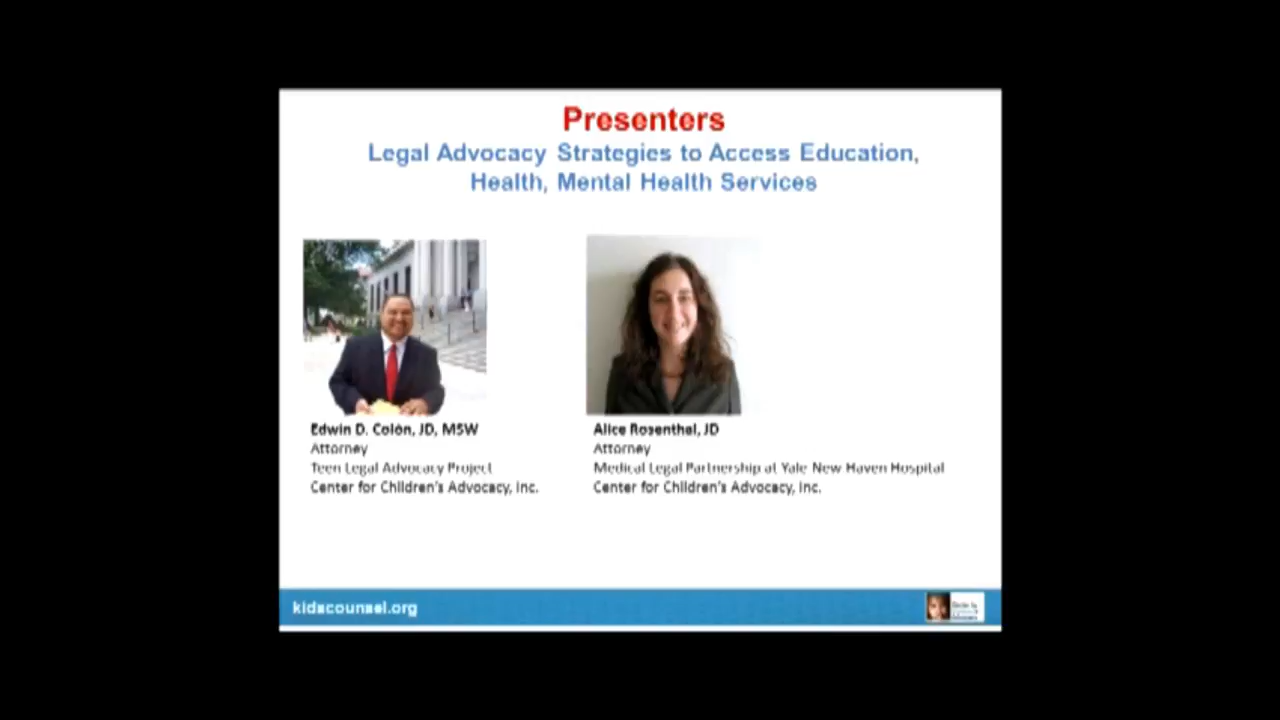 Presenters
Legal Advocacy Strategies to Access Education,
Health, Mental Health Services
Edwin D. Colón, JD, MSW
Attorney
Teen Legal Advocacy Project
Center for Children's Advocacy, Inc.
Alice Rosenthal, JD
Attorney
Medical Legal Partnership at Yale New Haven Hospital
Center for Children's Advocacy, Inc.
kidscounsel.org